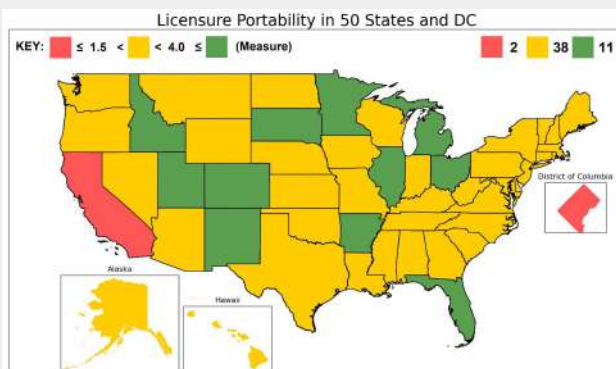 Licensure Portability in 50 States and DC
KEY: ≤ 1.5 < < 4.0 ≤ (Measure) 2 38 11
District of Columbia
Alaska
Hawaii